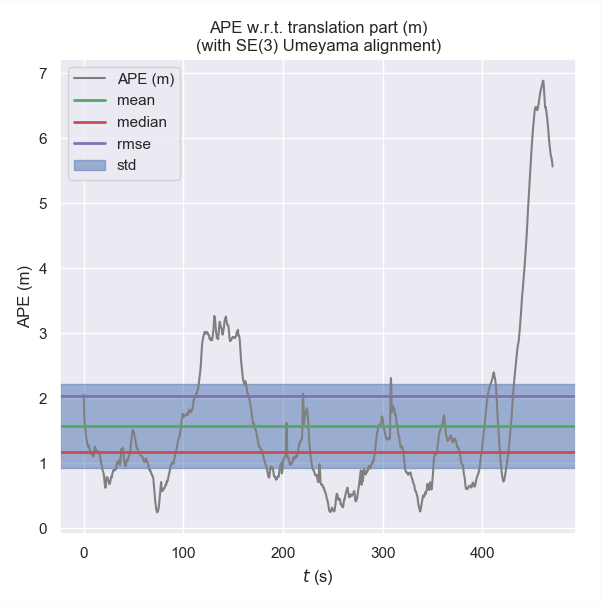 APE w.r.t. translation part (m)
(with SE(3) Umeyama alignment)
APE (m)
mean
median
rmse
std
7
6
5
4
3
2
1
0
APE (m)
0 100 200 300 400
t (s)